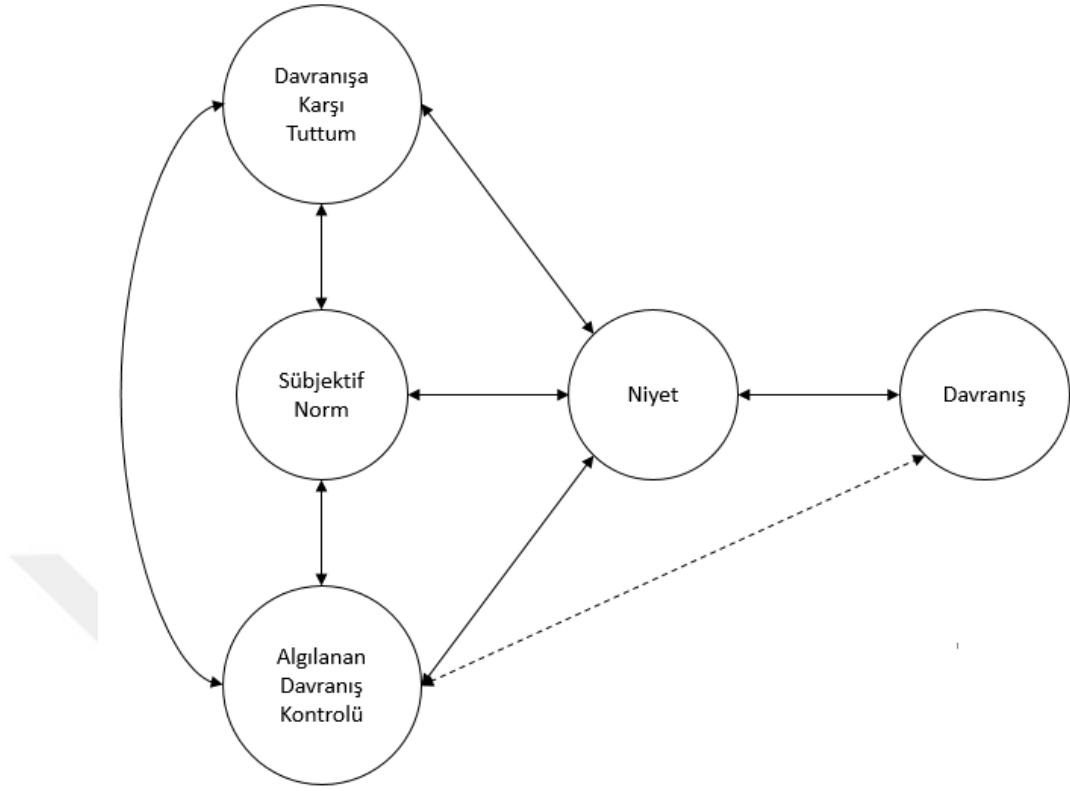 Davranışa
Karşı
Tuttum
Sübjektif
Norm
Niyet
Davranış
Algılanan
Davranış
Kontrolü